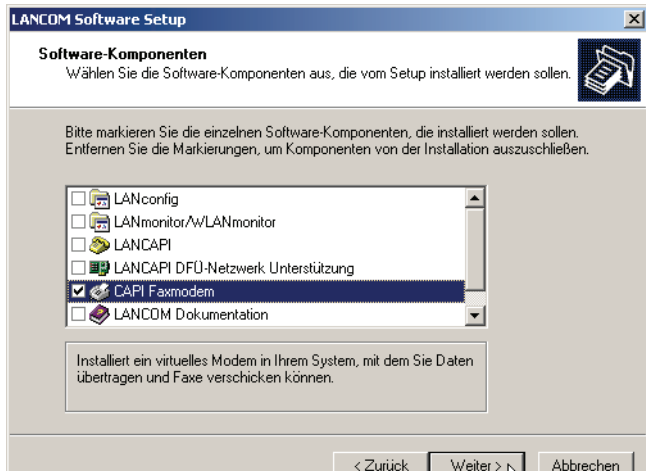 LANCOM Software Setup
Software-Komponenten
Wählen Sie die Software-Komponenten aus, die vom Setup installiert werden sollen.
Bitte markieren Sie die einzelnen Software-Komponenten, die installiert werden sollen.
Entfernen Sie die Markierungen, um Komponenten von der Installation auszuschließen.
LANconfig
LANmonitor/WLANmonitor
LANCAPI
LANCAPI DFÜ-Netzwerk Unterstützung
CAPI Faxmodem
LANCOM Dokumentation
Installiert ein virtuelles Modem in Ihrem System, mit dem Sie Daten
übertragen und Faxe verschicken können.
< Zurück Weiter > Abbrechen